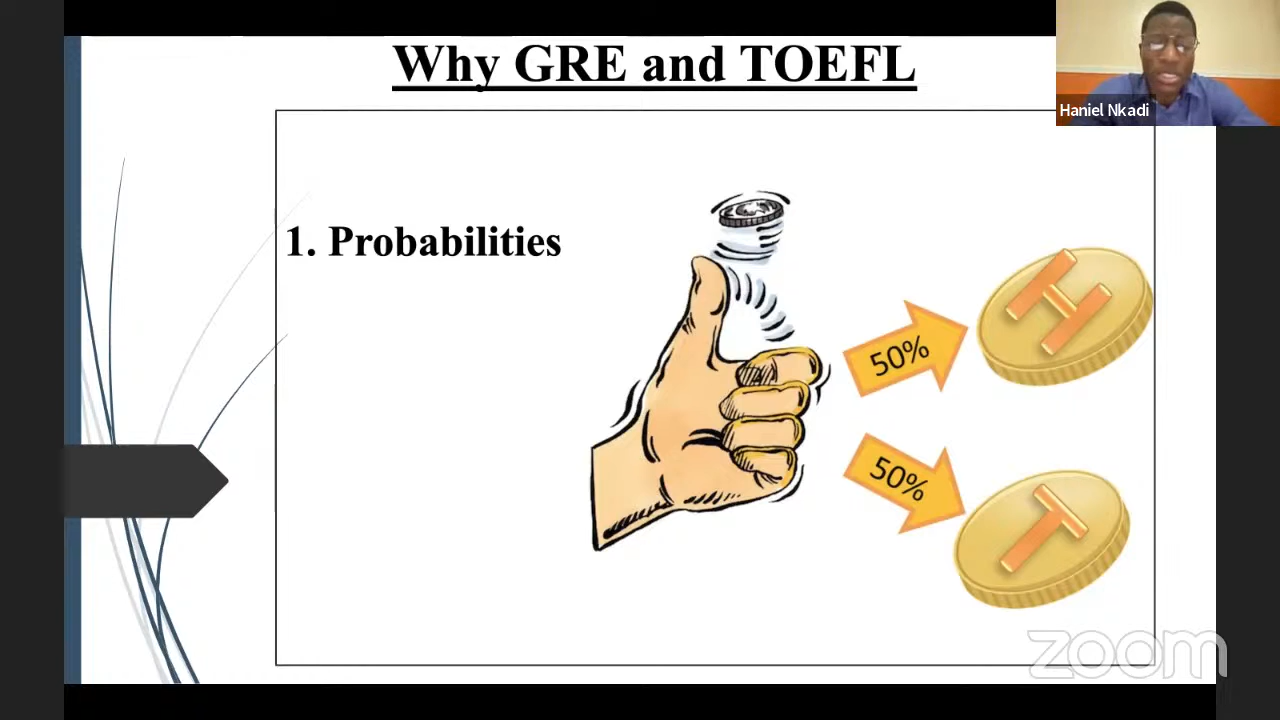 Why GRE and TOEFL
Haniel Nkadi
1. Probabilities
50%
H
50%
T
zoom